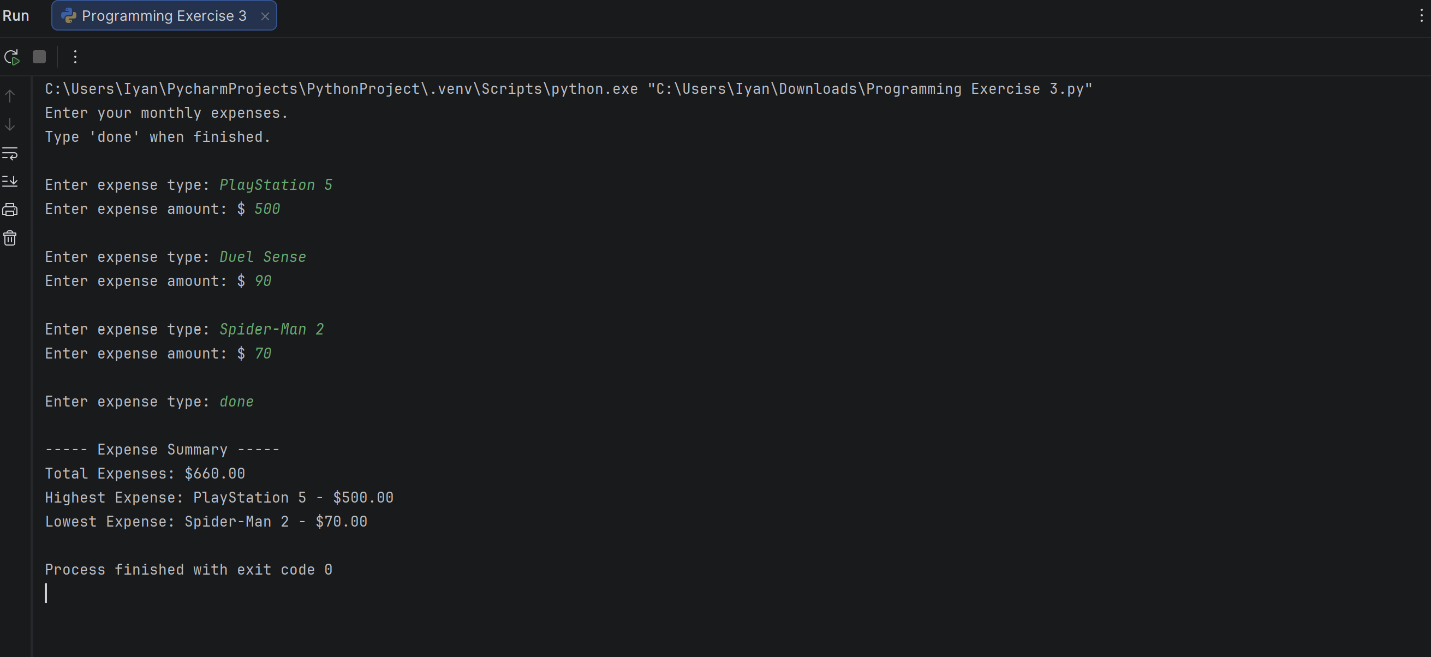 Run Programming Exercise 3
C:\Users\Iyan\PycharmProjects\PythonProject\.venv\Scripts\python.exe "C:\Users\Iyan\Downloads\Programming Exercise 3.py"
Enter your monthly expenses.
Type 'done' when finished.
Enter expense type: PlayStation 5
Enter expense amount: $ 500
Enter expense type: Duel Sense
Enter expense amount: $ 90
Enter expense type: Spider-Man 2
Enter expense amount: $ 70
Enter expense type: done
----- Expense Summary -----
Total Expenses: $660.00
Highest Expense: PlayStation 5 - $500.00
Lowest Expense: Spider-Man 2 - $70.00
Process finished with exit code 0